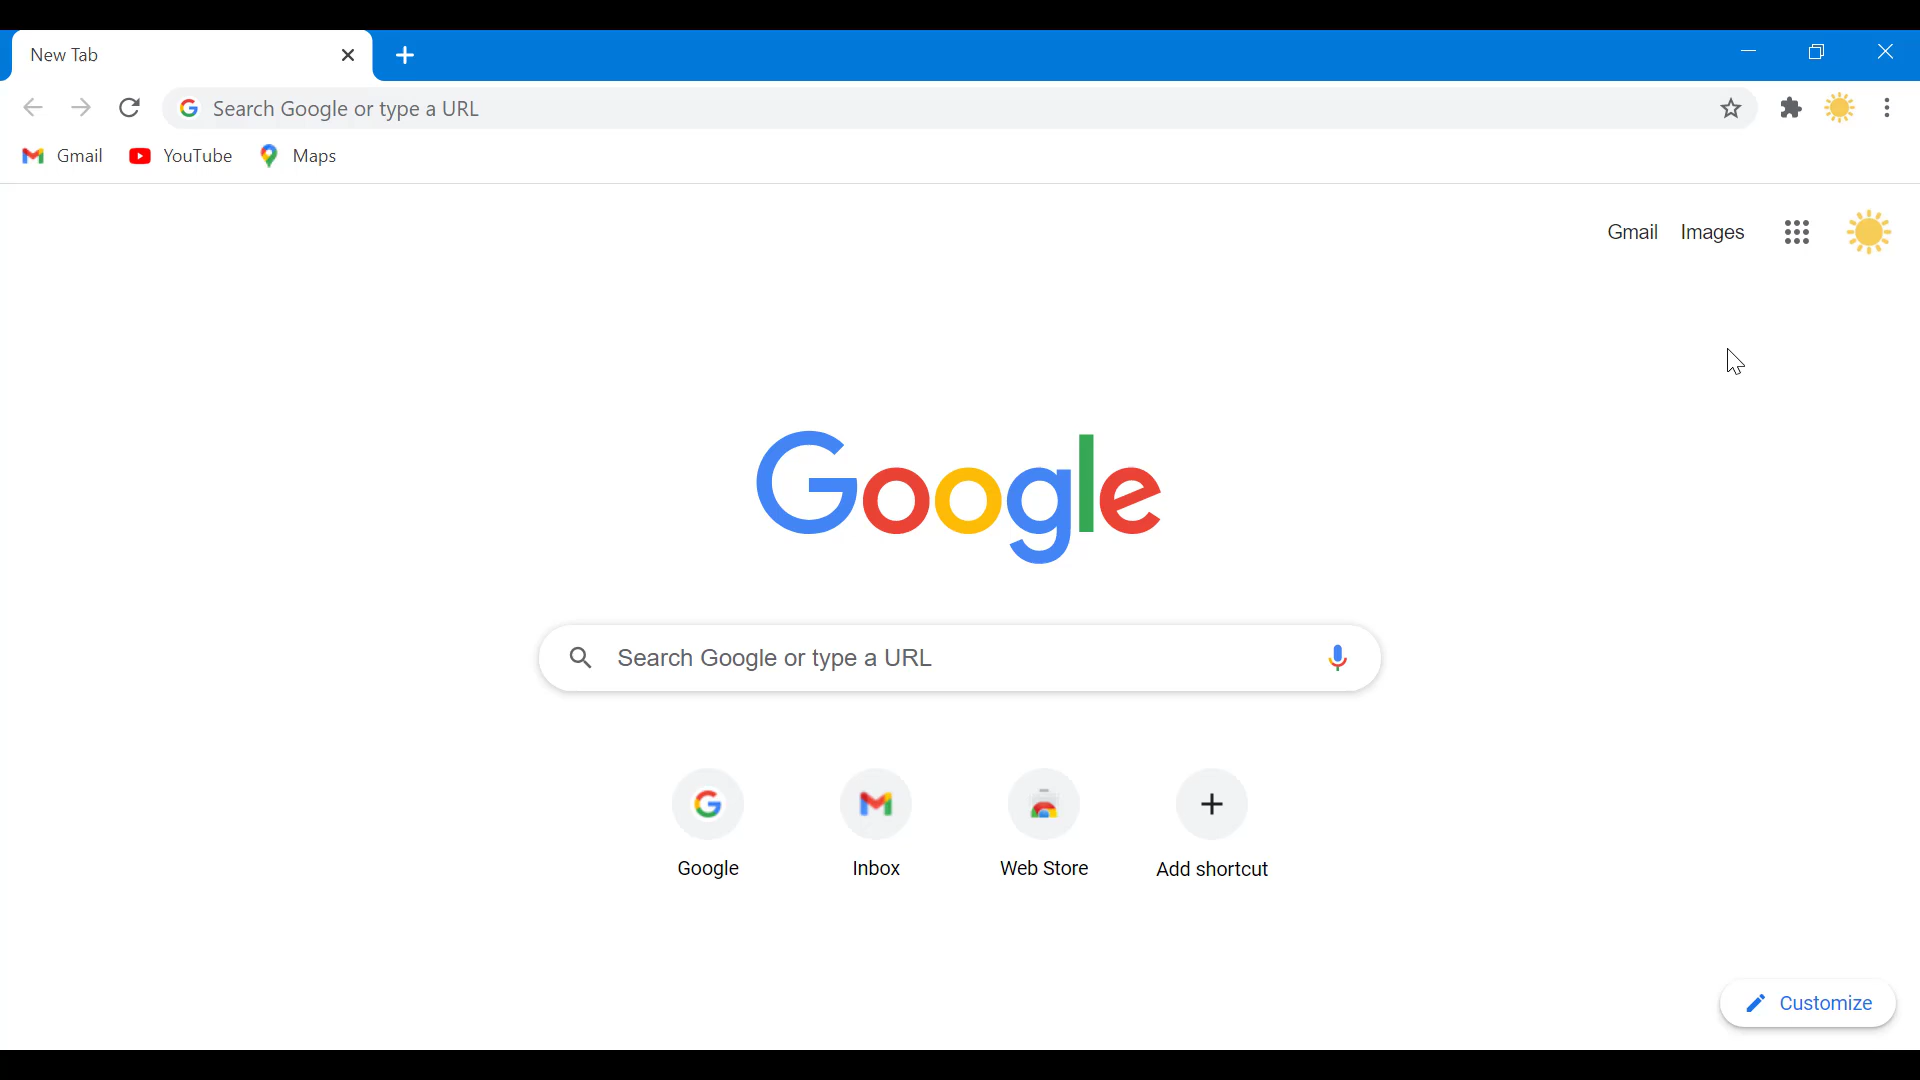 New Tab
Search Google or type a URL
Gmail YouTube Maps
Gmail Images
Google
Search Google or type a URL
Google Inbox Web Store Add shortcut
Customize